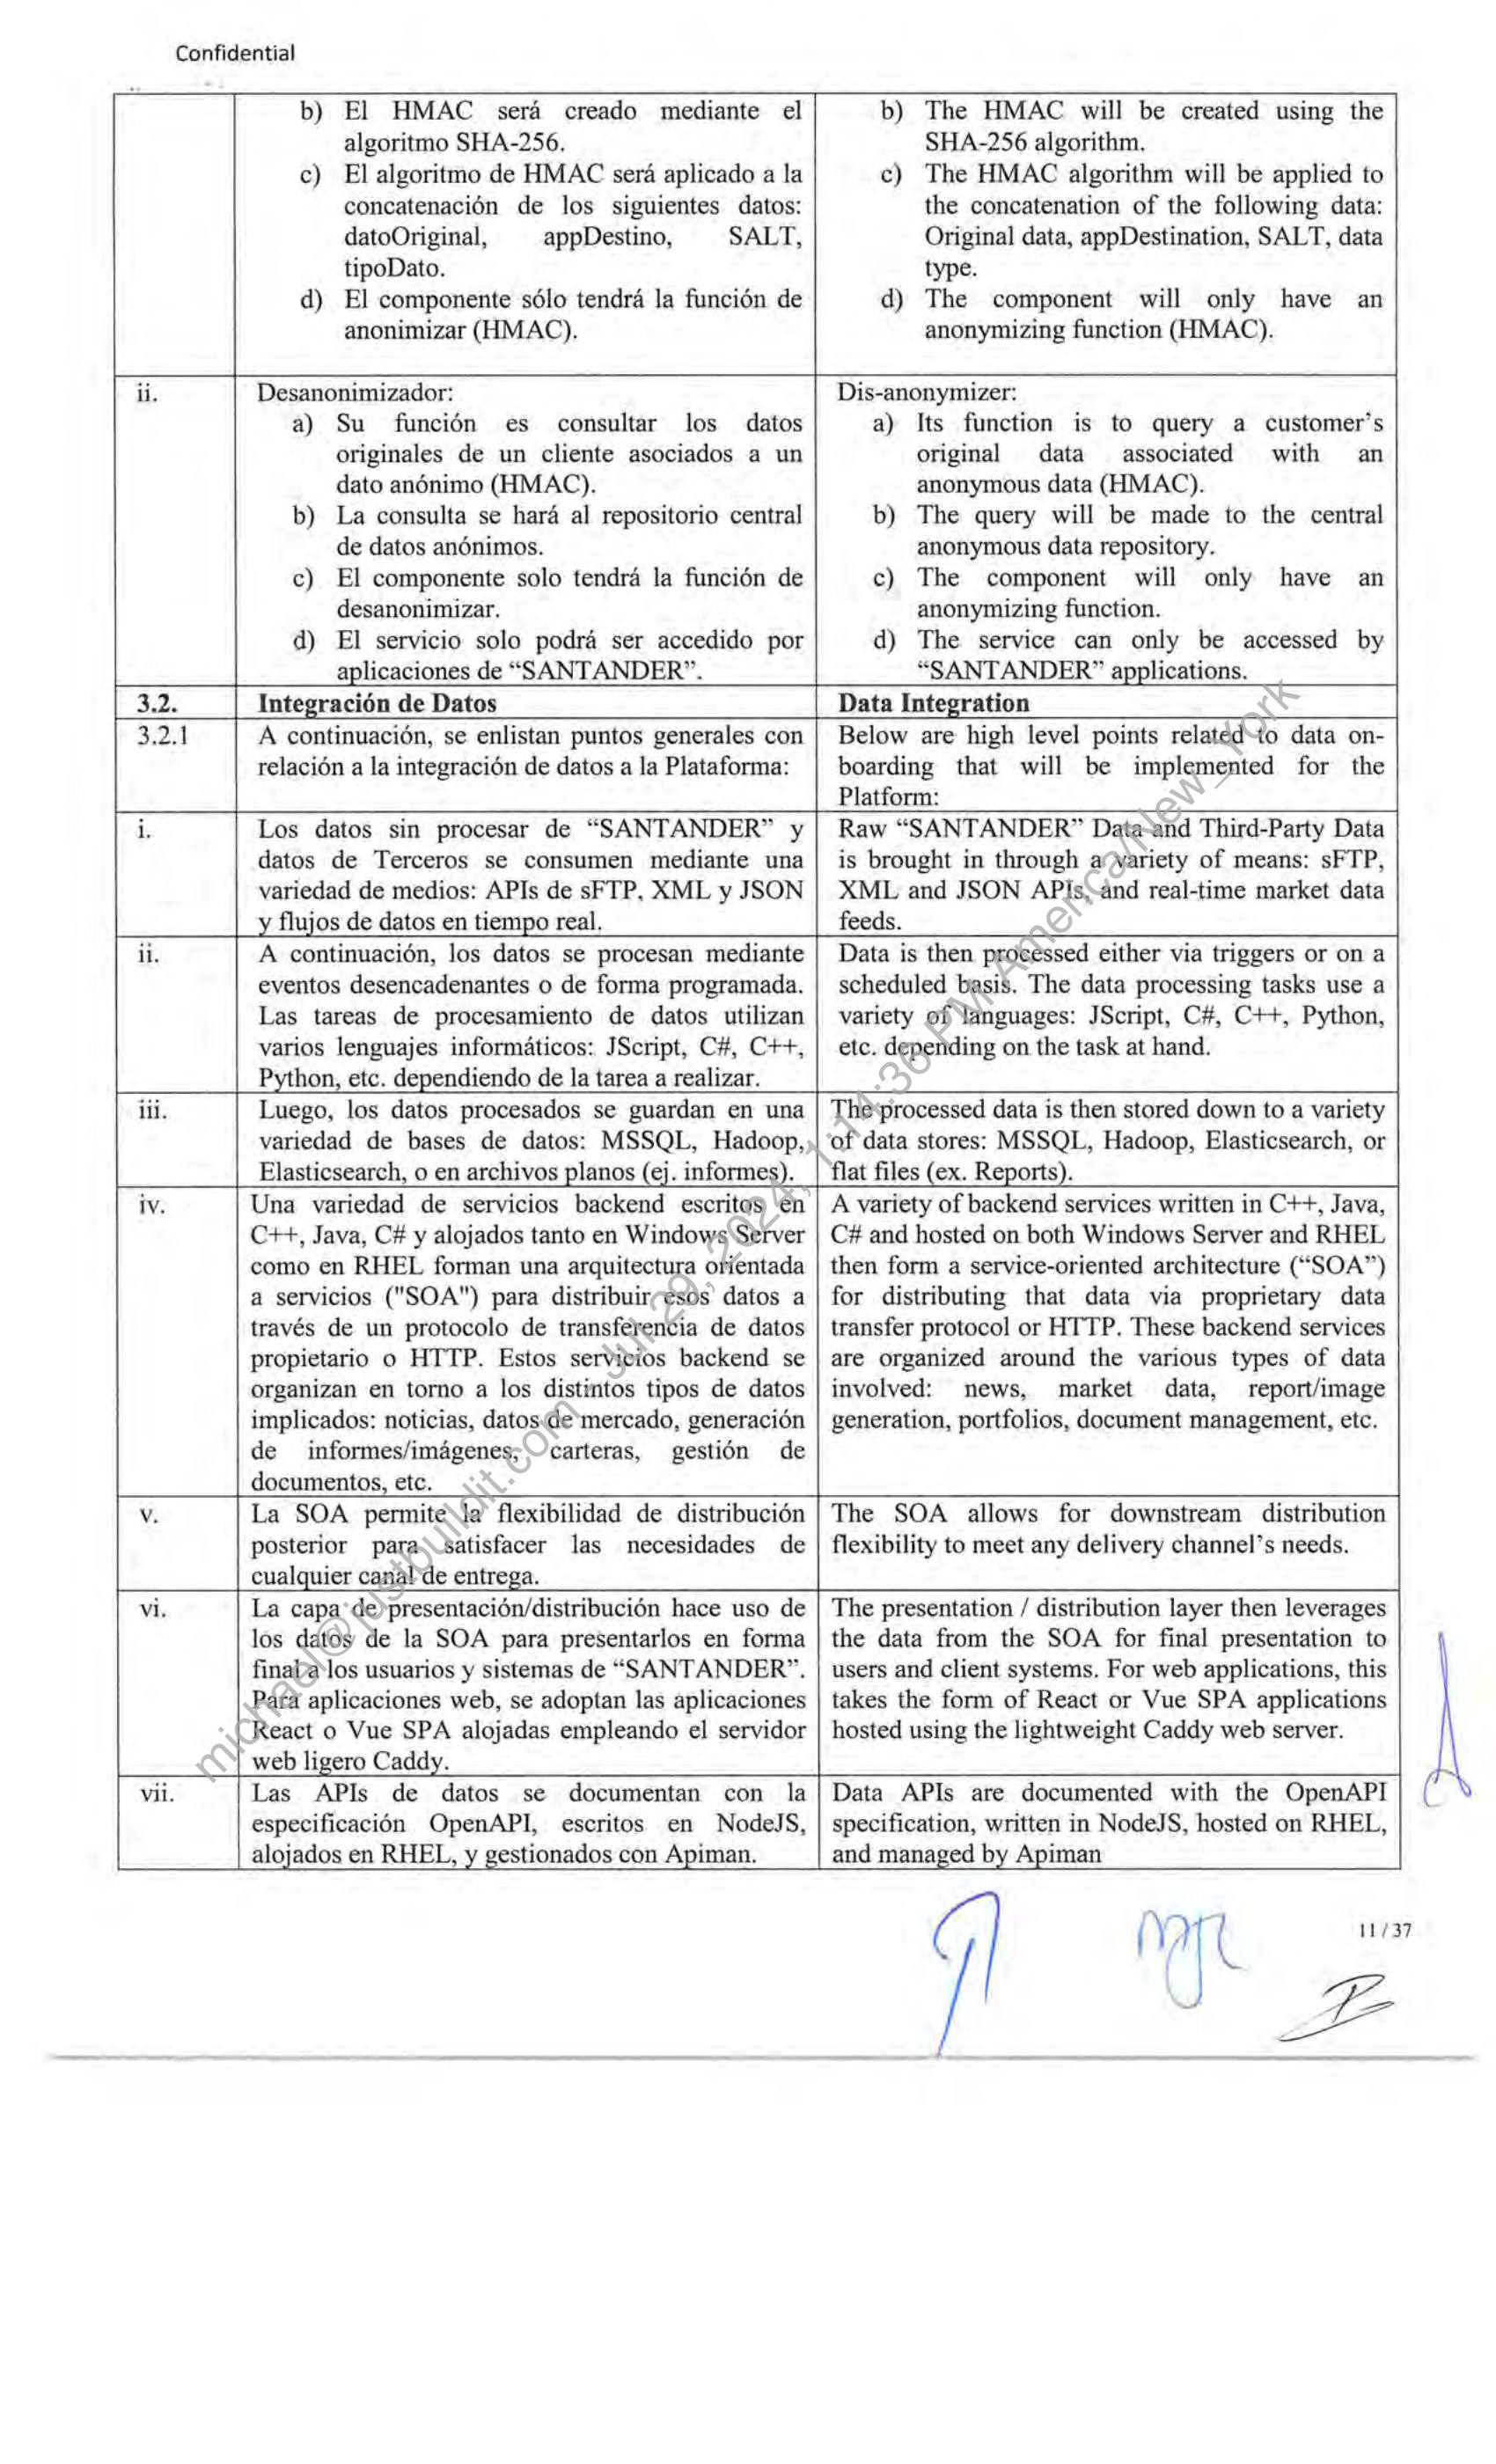 Confidential
b) El HMAC será creado mediante el
algoritmo SHA-256.
c) El algoritmo de HMAC será aplicado a la
concatenación de los siguientes datos:
datoOriginal, appDestino, SALT,
tipoDato.
d) El componente sólo tendrá la función de
anonimizar (HMAC).
b) The HMAC will be created using the
SHA-256 algorithm.
c) The HMAC algorithm will be applied to
the concatenation of the following data:
Original data, appDestination, SALT, data
type.
d) The component will only have an
anonymizing function (HMAC).
ii.
Desanonimizador:
a) Su función es consultar los datos
originales de un cliente asociados a un
dato anónimo (HMAC).
b) La consulta se hará al repositorio central
de datos anónimos.
c) El componente solo tendrá la función de
desanonimizar.
d) El servicio solo podrá ser accedido por
aplicaciones de “SANTANDER”.
Dis-anonymizer:
a) Its function is to query a customer’s
original data associated with an
anonymous data (HMAC).
b) The query will be made to the central
anonymous data repository.
c) The component will only have an
anonymizing function.
d) The service can only be accessed by
“SANTANDER” applications.
3.2. Integración de Datos
Data Integration
3.2.1
A continuación, se enlistan puntos generales con
relación a la integración de datos a la Plataforma:
Below are high level points related to data on-
boarding that will be implemented for the
Platform:
i.
Los datos sin procesar de “SANTANDER” y
datos de Terceros se consumen mediante una
variedad de medios: APIs de sFTP, XML y JSON
y flujos de datos en tiempo real.
Raw “SANTANDER” Data and Third-Party Data
is brought in through a variety of means: sFTP,
XML and JSON APIs, and real-time market data
feeds.
ii.
A continuación, los datos se procesan mediante
eventos desencadenantes o de forma programada.
Las tareas de procesamiento de datos utilizan
varios lenguajes informáticos: JScript, C#, C++,
Python, etc. dependiendo de la tarea a realizar.
Data is then processed either via triggers or on a
scheduled basis. The data processing tasks use a
variety of languages: JScript, C#, C++, Python,
etc. depending on the task at hand.
iii.
Luego, los datos procesados se guardan en una
variedad de bases de datos: MSSQL, Hadoop,
Elasticsearch, o en archivos planos (ej. informes).
The processed data is then stored down to a variety
of data stores: MSSQL, Hadoop, Elasticsearch, or
flat files (ex. Reports).
iv.
Una variedad de servicios backend escritos en
C++, Java, C# y alojados tanto en Windows Server
como en RHEL forman una arquitectura orientada
a servicios ("SOA") para distribuir esos datos a
través de un protocolo de transferencia de datos
propietario o HTTP. Estos servicios backend se
organizan en torno a los distintos tipos de datos
implicados: noticias, datos de mercado, generación
de informes/imágenes, carteras, gestión de
documentos, etc.
A variety of backend services written in C++, Java,
C# and hosted on both Windows Server and RHEL
then form a service-oriented architecture (“SOA”)
for distributing that data via proprietary data
transfer protocol or HTTP. These backend services
are organized around the various types of data
involved: news, market data, report/image
generation, portfolios, document management, etc.
v.
La SOA permite la flexibilidad de distribución
posterior para satisfacer las necesidades de
cualquier canal de entrega.
The SOA allows for downstream distribution
flexibility to meet any delivery channel’s needs.
vi.
La capa de presentación/distribución hace uso de
los datos de la SOA para presentarlos en forma
final a los usuarios y sistemas de “SANTANDER”.
Para aplicaciones web, se adoptan las aplicaciones
React o Vue SPA alojadas empleando el servidor
web ligero Caddy.
The presentation / distribution layer then leverages
the data from the SOA for final presentation to
users and client systems. For web applications, this
takes the form of React or Vue SPA applications
hosted using the lightweight Caddy web server.
vii.
Las APIs de datos se documentan con la
especificación OpenAPI, escritos en NodeJS,
alojados en RHEL, y gestionados con Apiman.
Data APIs are documented with the OpenAPI
specification, written in NodeJS, hosted on RHEL,
and managed by Apiman
michael@justbuildit.com - Jul 29, 2024, 1:14:36 PM America/New_York
11 / 37